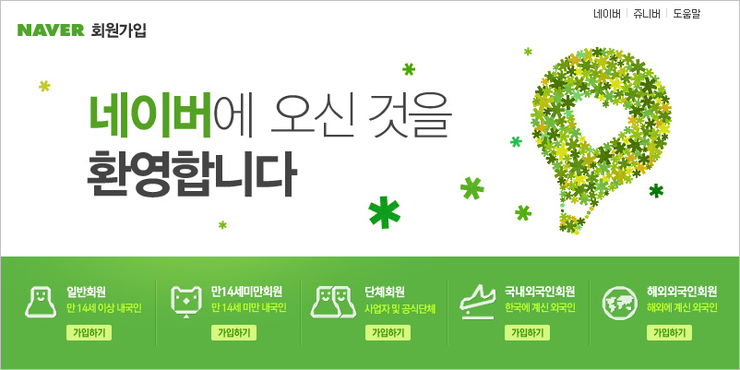 네이버 | 쥬니버 | 도움말
NAVER 회원가입
네이버에 오신 것을
환영합니다
일반회원
만 14세 이상 내국인
가입하기
만14세미만회원
만 14세 미만 내국인
가입하기
단체회원
사업자 및 공식단체
가입하기
국내외국인회원
한국에 계신 외국인
가입하기
해외외국인회원
해외에 계신 외국인
가입하기